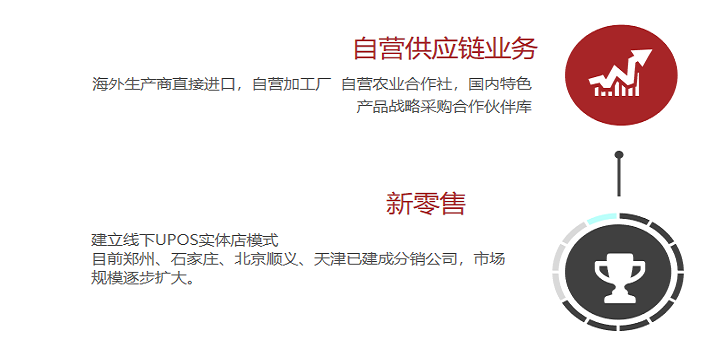 自营供应链业务
海外生产商直接进口，自营加工厂 自营农业合作社，国内特色
产品战略采购合作伙伴库
新零售
建立线下UPOS实体店模式
目前郑州、石家庄、北京顺义、天津已建成分销公司，市场
规模逐步扩大。